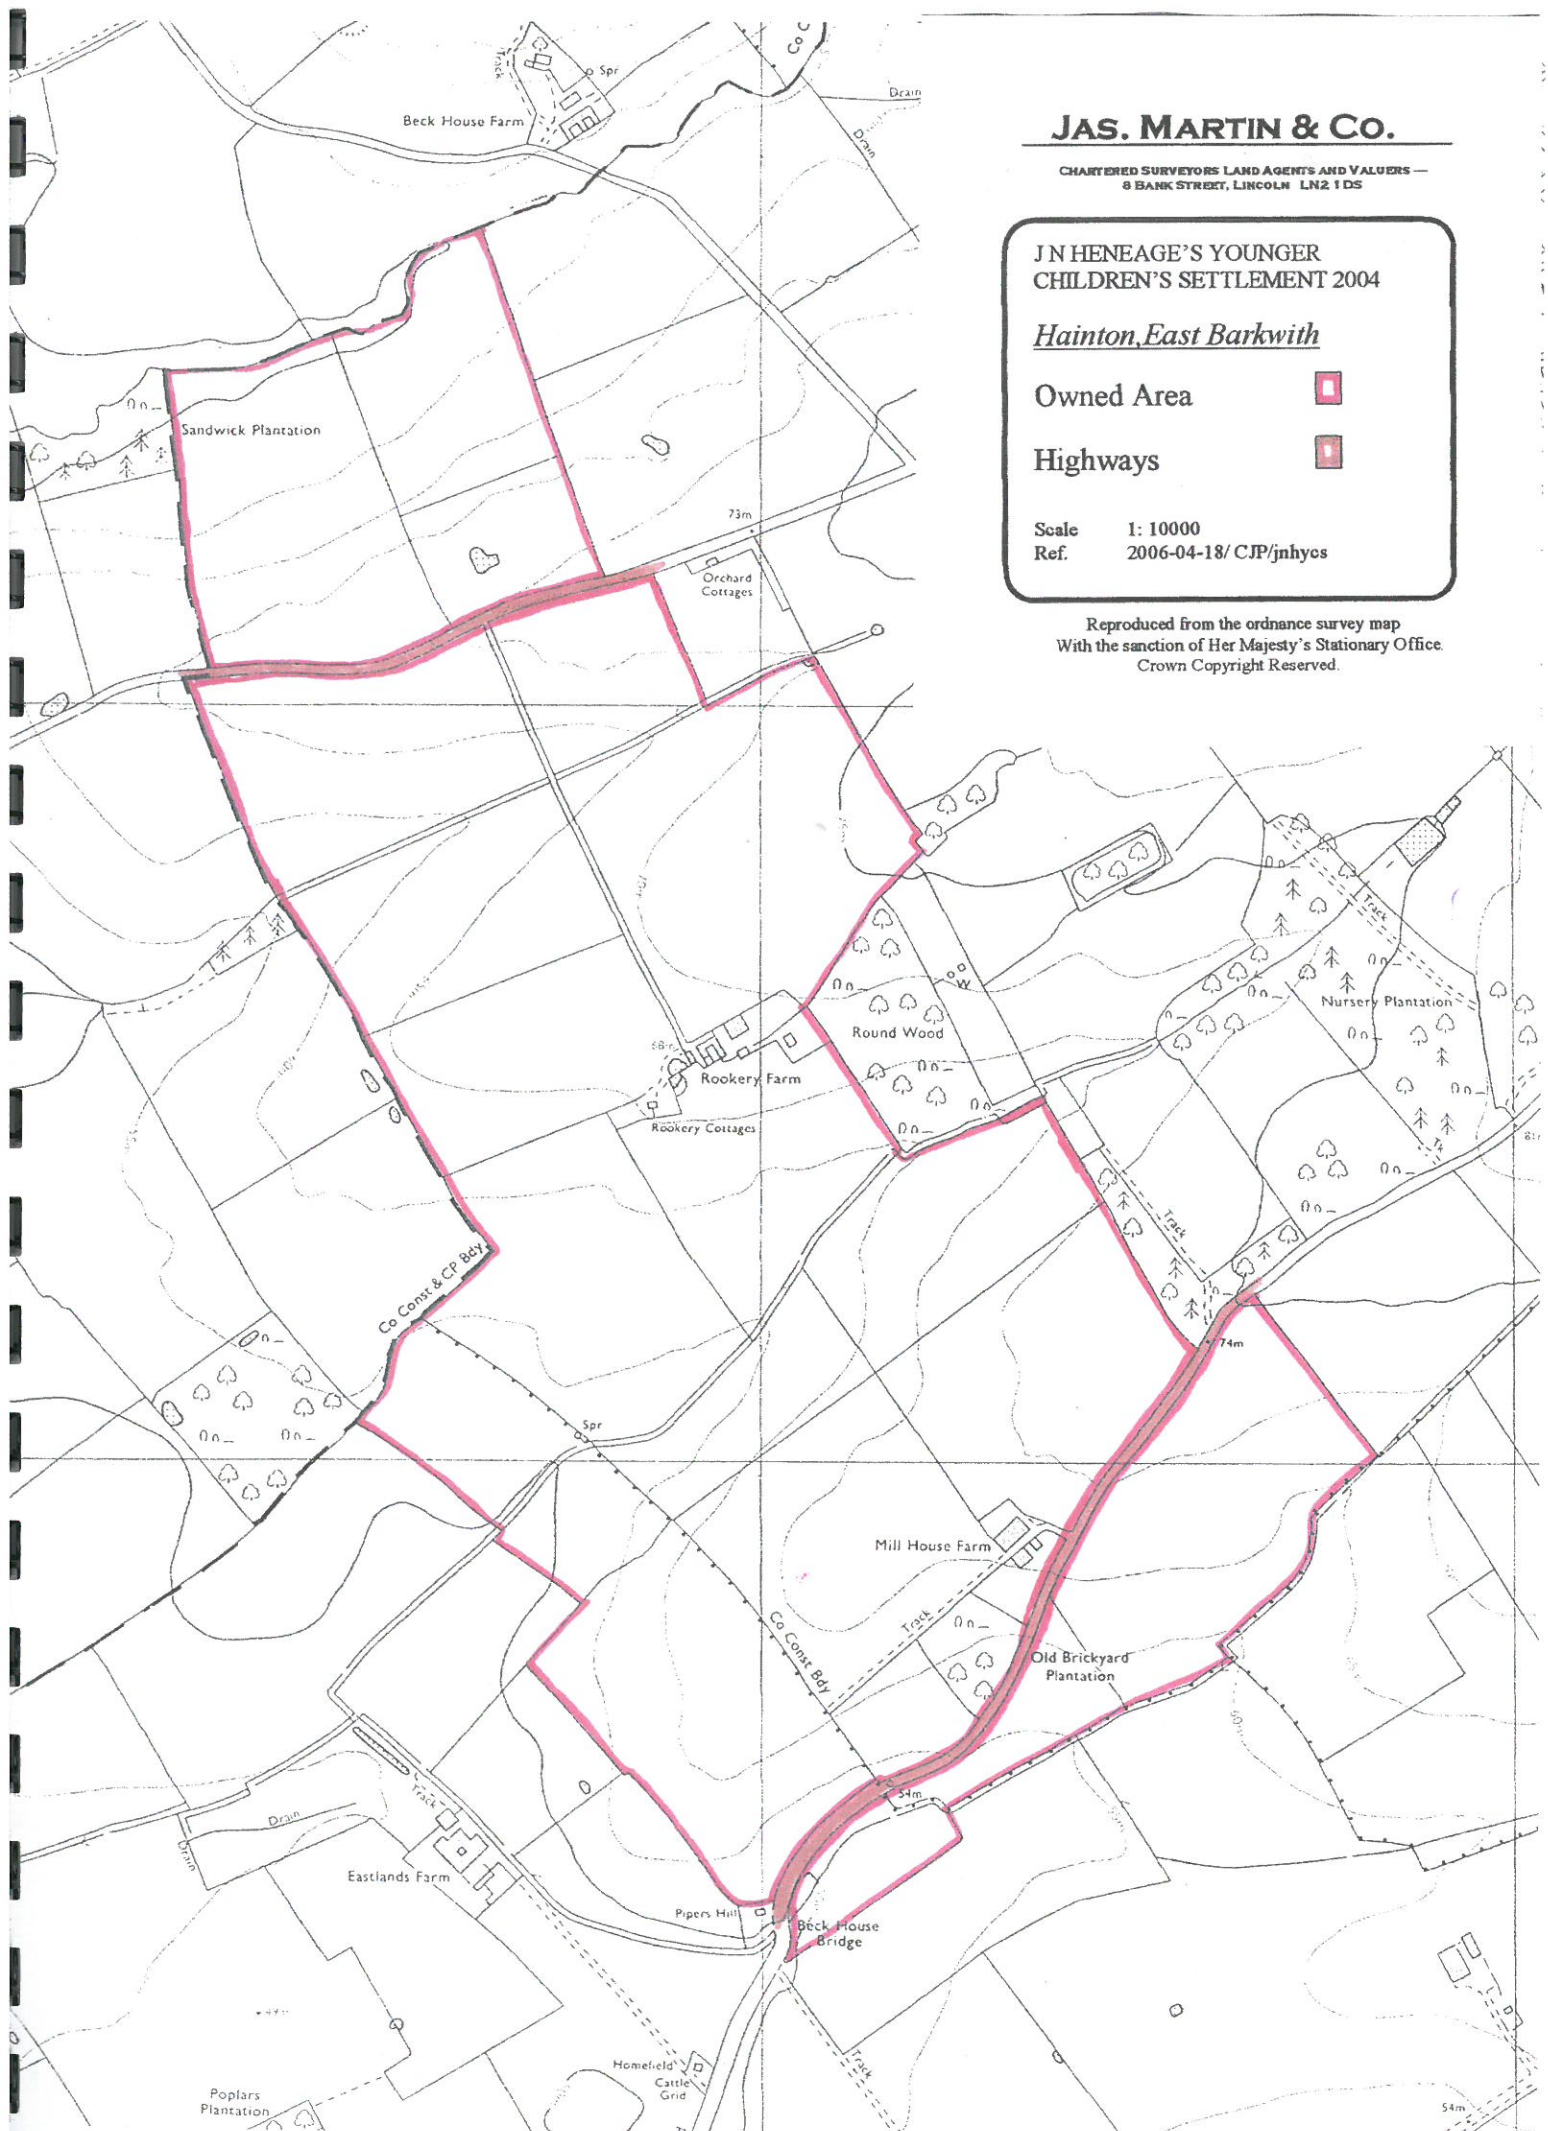 JAS. MARTIN & CO.
CHARTERED SURVEYORS LAND AGENTS AND VALUERS —
8 BANK STREET, LINCOLN LN2 1DS
J N HENEAGE'S YOUNGER
CHILDREN'S SETTLEMENT 2004
Hainton, East Barkwith
Owned Area
Highways
Scale 1: 10000
Ref. 2006-04-18/ CJP/jnhycs
Reproduced from the ordnance survey map
With the sanction of Her Majesty's Stationary Office.
Crown Copyright Reserved.
Co C
Track
Spr
Beck House Farm
Drain
Drain
Sandwick Plantation
73m
Orchard
Cottages
Track
W
Nursery Plantation
Round Wood
Rookery Farm
Rookery Cottages
Track
Co Const & CP Bdy
74m
Spr
Mill House Farm
Track
Co Const Bdy
Old Brickyard
Plantation
54m
Track
Drain
Drain
Eastlands Farm
Pipers Hill
Beck House
Bridge
Homefield
Cattle
Grid
Track
Poplars
Plantation
54m